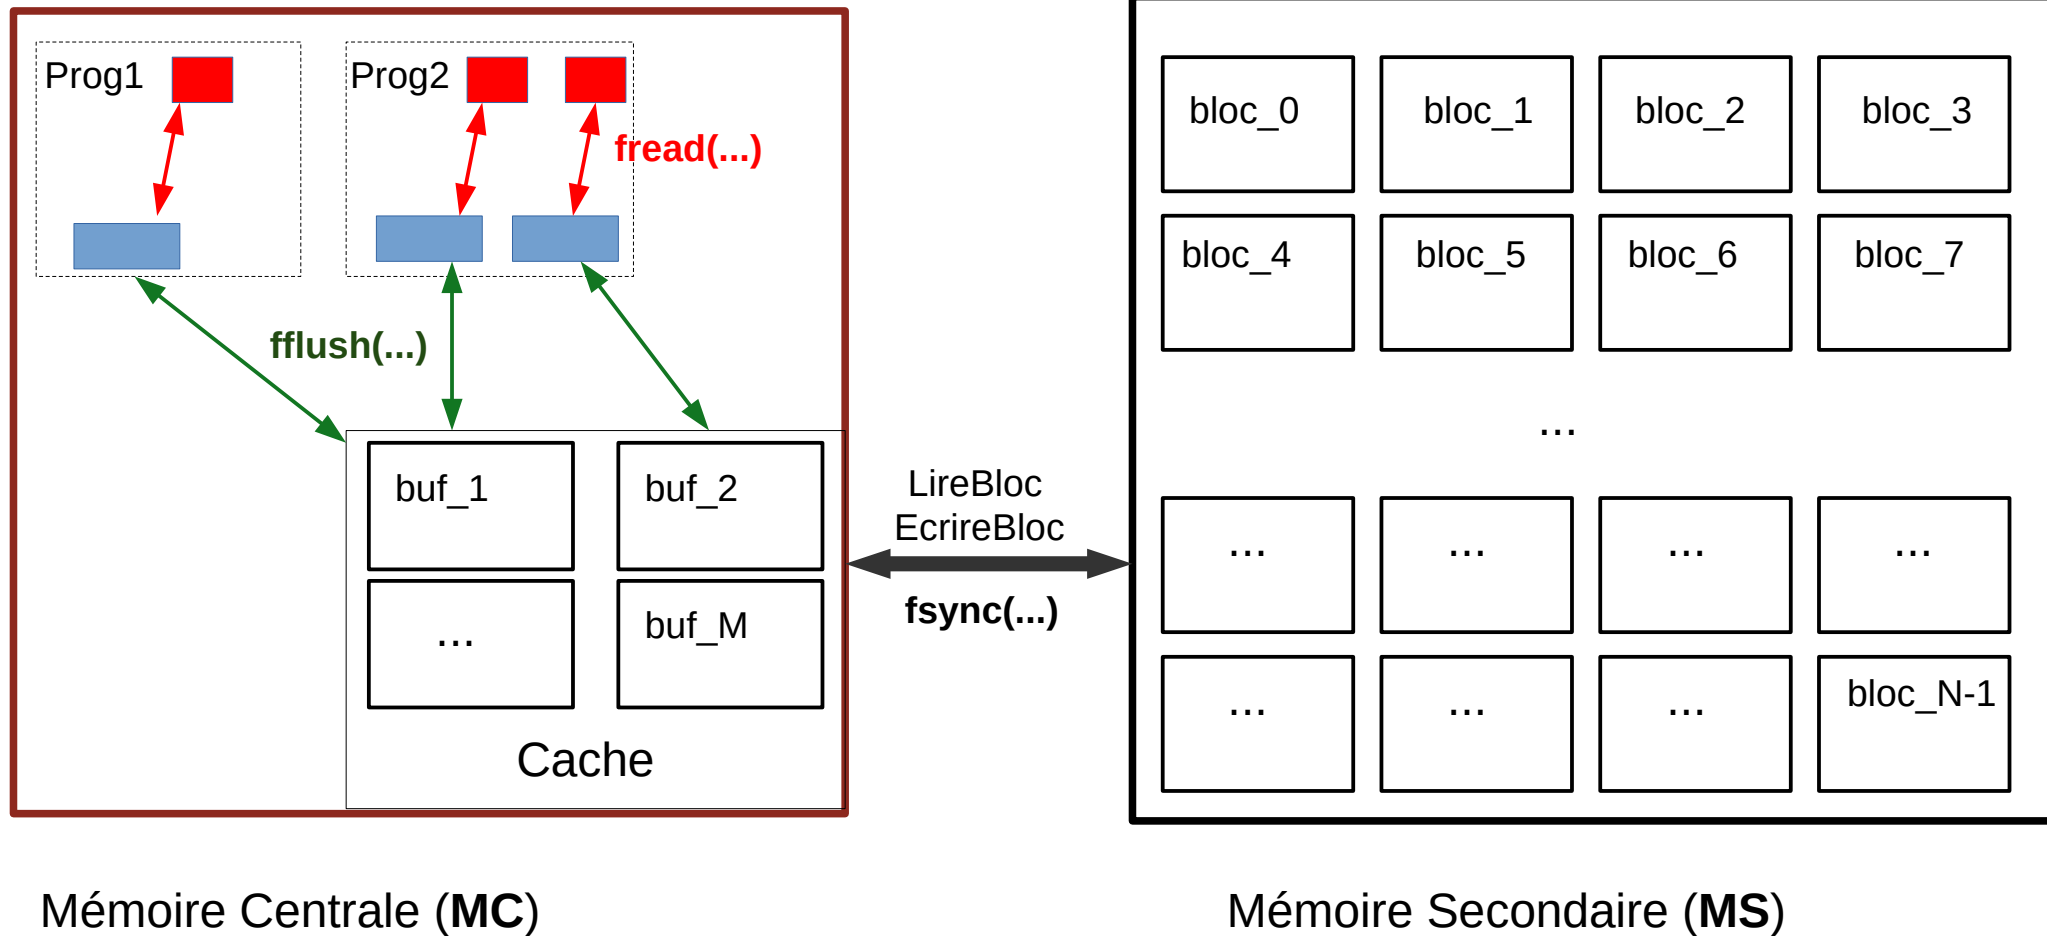 Prog1
Prog2
fread(...)
fflush(...)
buf_1
buf_2
...
buf_M
Cache
LireBloc
EcrireBloc
fsync(...)
bloc_0
bloc_1
bloc_2
bloc_3
bloc_4
bloc_5
bloc_6
bloc_7
...
...
...
...
...
...
...
...
bloc_N-1
Mémoire Centrale (MC)
Mémoire Secondaire (MS)